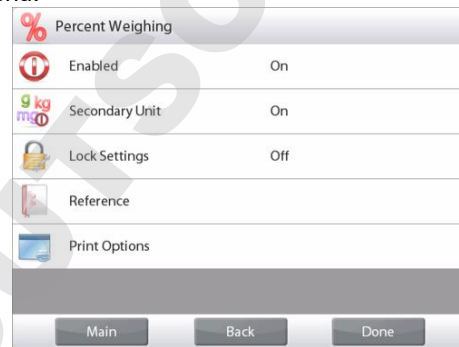 Percent Weighing
Enabled On
g kg
mg
Secondary Unit On
Lock Settings Off
Reference
Print Options
Main Back Done